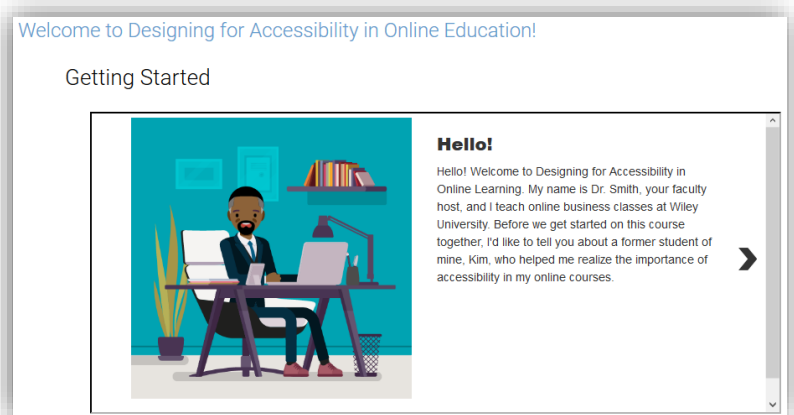 Welcome to Designing for Accessibility in Online Education!
Getting Started
Hello!
Hello! Welcome to Designing for Accessibility in
Online Learning. My name is Dr. Smith, your faculty
host, and I teach online business classes at Wiley
University. Before we get started on this course
together, I'd like to tell you about a former student of
mine, Kim, who helped me realize the importance of
accessibility in my online courses.